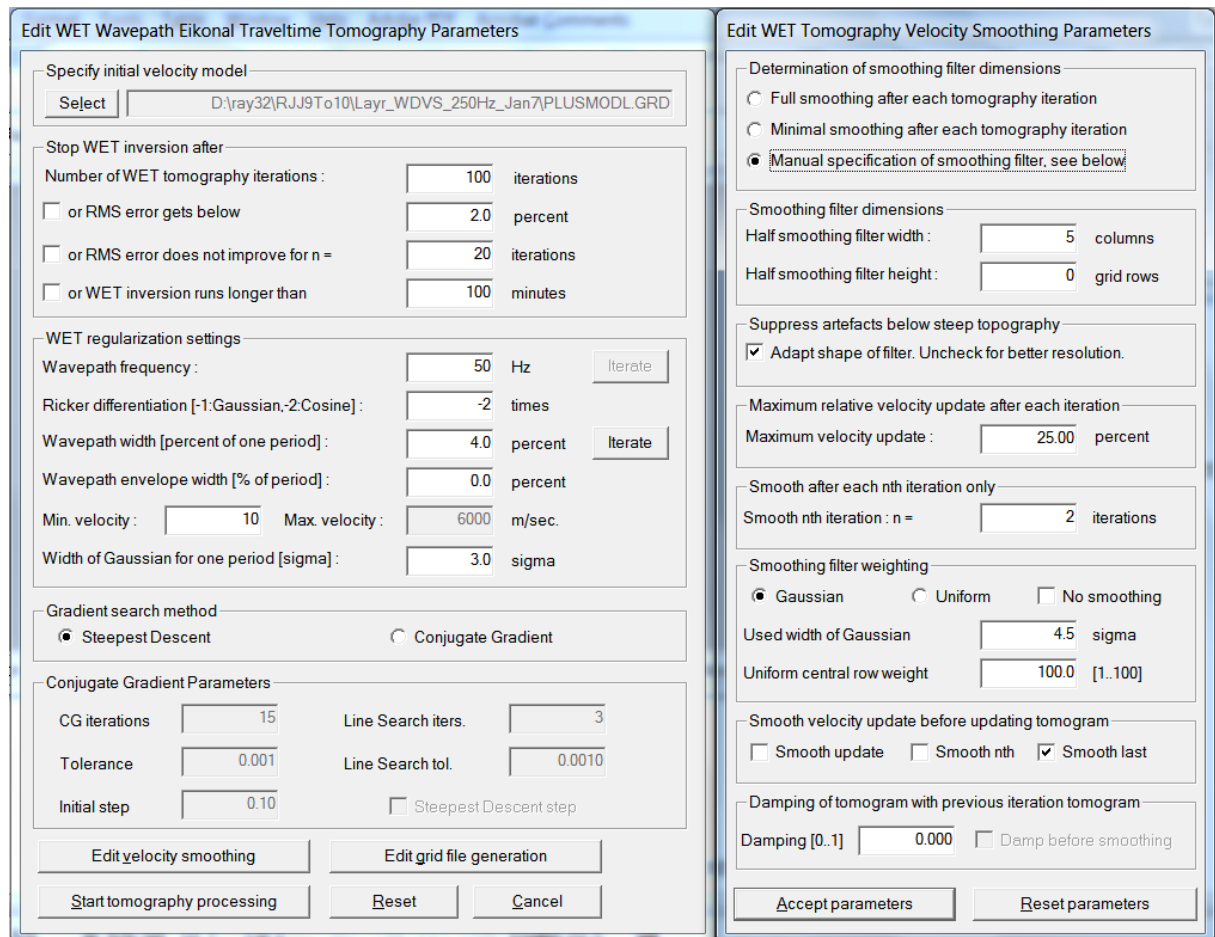 Edit WET Wavepath Eikonal Traveltime Tomography Parameters
Specify initial velocity model
Select D:\ray32\RJJ9To10\Layr_WDVS_250Hz_Jan7\PLUSMODL.GRD
Stop WET inversion after
Number of WET tomography iterations : 100 iterations
or RMS error gets below 2.0 percent
or RMS error does not improve for n = 20 iterations
or WET inversion runs longer than 100 minutes
WET regularization settings
Wavepath frequency : 50 Hz Iterate
Ricker differentiation [-1:Gaussian,-2:Cosine] : -2 times
Wavepath width [percent of one period] : 4.0 percent Iterate
Wavepath envelope width [% of period] : 0.0 percent
Min. velocity : 10 Max. velocity : 6000 m/sec.
Width of Gaussian for one period [sigma] : 3.0 sigma
Gradient search method
Steepest Descent Conjugate Gradient
Conjugate Gradient Parameters
CG iterations 15 Line Search iters. 3
Tolerance 0.001 Line Search tol. 0.0010
Initial step 0.10 Steepest Descent step
Edit velocity smoothing Edit grid file generation
Start tomography processing Reset Cancel
Edit WET Tomography Velocity Smoothing Parameters
Determination of smoothing filter dimensions
Full smoothing after each tomography iteration
Minimal smoothing after each tomography iteration
Manual specification of smoothing filter, see below
Smoothing filter dimensions
Half smoothing filter width : 5 columns
Half smoothing filter height : 0 grid rows
Suppress artefacts below steep topography
Adapt shape of filter. Uncheck for better resolution.
Maximum relative velocity update after each iteration
Maximum velocity update : 25.00 percent
Smooth after each nth iteration only
Smooth nth iteration : n = 2 iterations
Smoothing filter weighting
Gaussian Uniform No smoothing
Used width of Gaussian 4.5 sigma
Uniform central row weight 100.0 [1..100]
Smooth velocity update before updating tomogram
Smooth update Smooth nth Smooth last
Damping of tomogram with previous iteration tomogram
Damping [0..1] 0.000 Damp before smoothing
Accept parameters Reset parameters